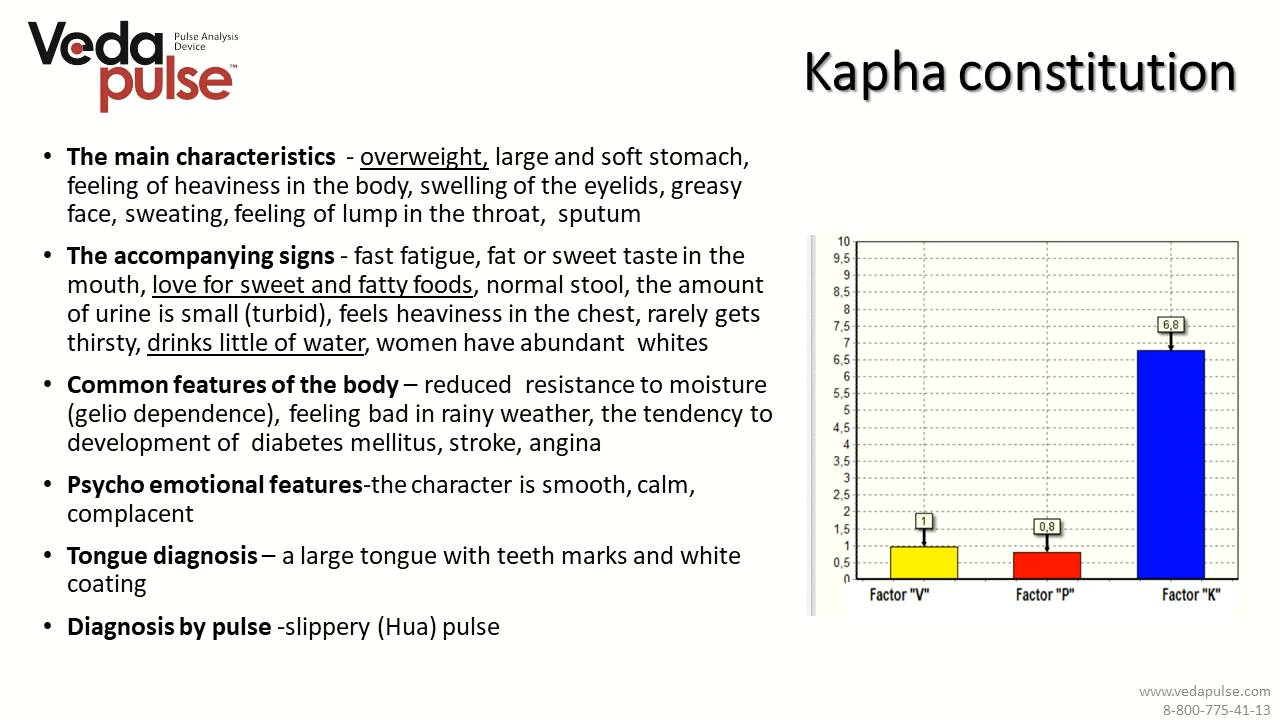 Veda
pulse™
Pulse Analysis
Device
Kapha constitution
• The main characteristics - overweight, large and soft stomach,
feeling of heaviness in the body, swelling of the eyelids, greasy
face, sweating, feeling of lump in the throat, sputum
• The accompanying signs - fast fatigue, fat or sweet taste in the
mouth, love for sweet and fatty foods, normal stool, the amount
of urine is small (turbid), feels heaviness in the chest, rarely gets
thirsty, drinks little of water, women have abundant whites
• Common features of the body – reduced resistance to moisture
(gelio dependence), feeling bad in rainy weather, the tendency to
development of diabetes mellitus, stroke, angina
• Psycho emotional features-the character is smooth, calm,
complacent
• Tongue diagnosis – a large tongue with teeth marks and white
coating
• Diagnosis by pulse -slippery (Hua) pulse
10
9,5
9
8,5
8
7,5
7
6,5
6
5,5
5
4,5
4
3,5
3
2,5
2
1,5
1
0,5
0
1
0,8
6,8
Factor "V"
Factor "P"
Factor "K"
www.vedapulse.com
8-800-775-41-13